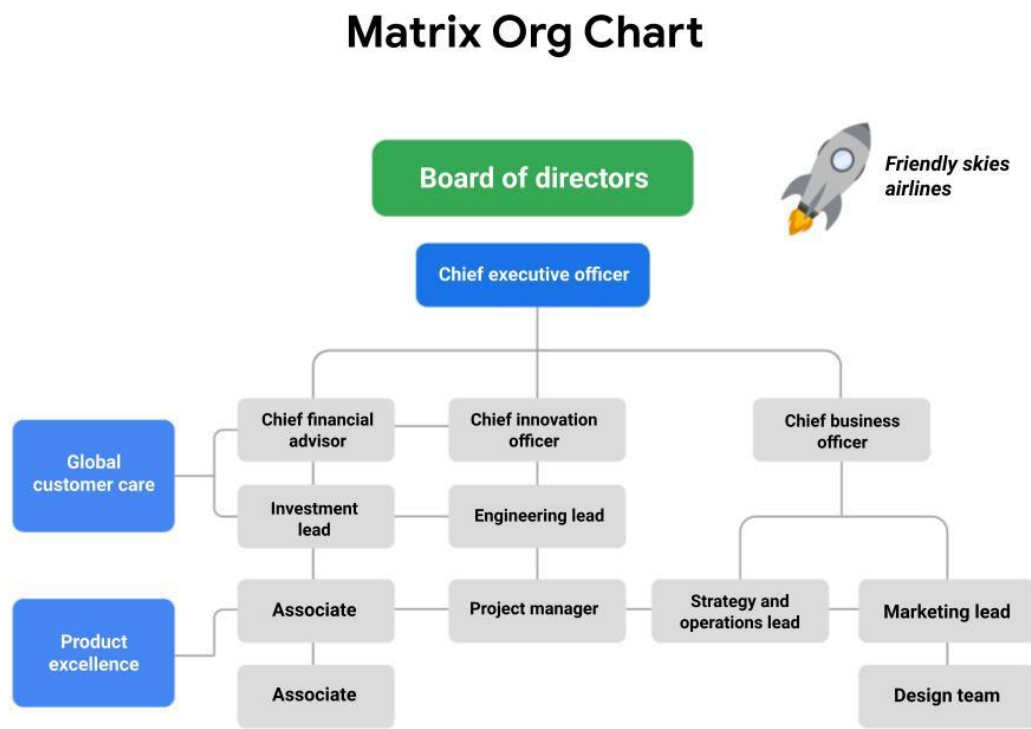 Matrix Org Chart
Board of directors
Friendly skies
airlines
Chief executive officer
Chief financial
advisor
Chief innovation
officer
Chief business
officer
Global
customer care
Investment
lead
Engineering lead
Product
excellence
Associate
Project manager
Strategy and
operations lead
Marketing lead
Associate
Design team